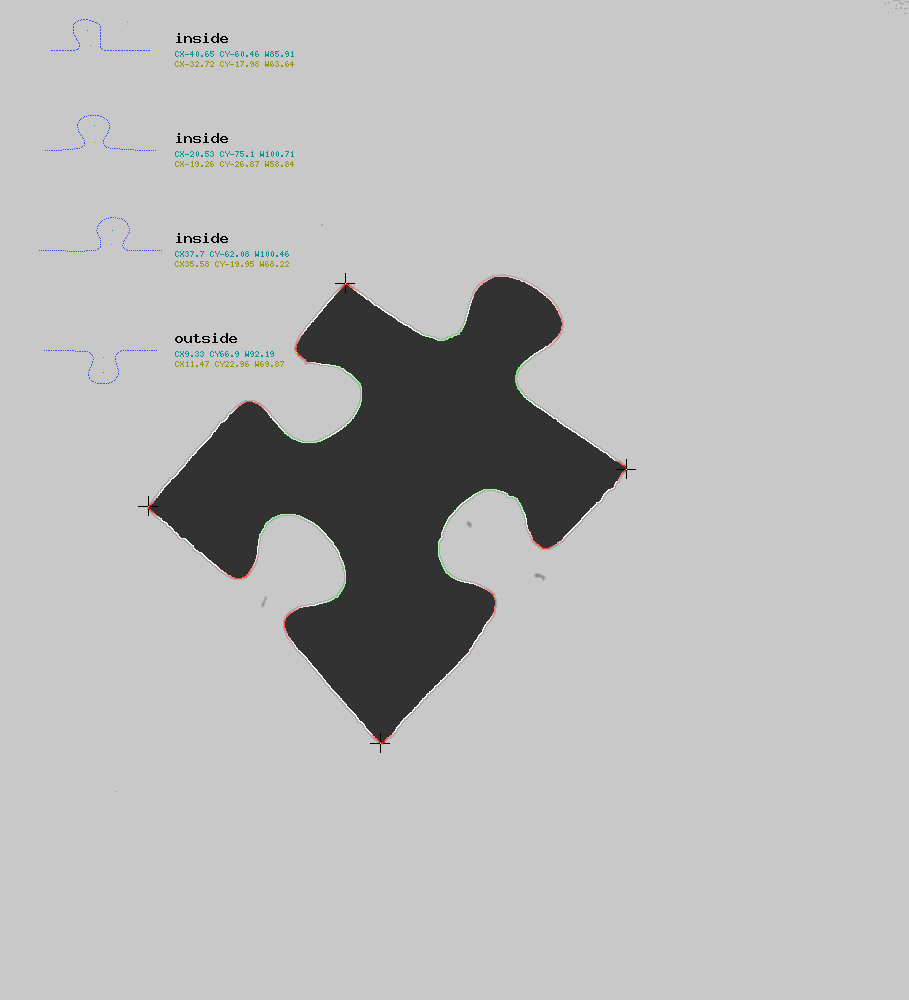 inside
CX-40.65 CY-60.46 W85.91
CX-32.72 CY-17.98 W63.64
inside
CX-20.53 CY-75.1 W100.71
CX-19.26 CY-26.87 W58.84
inside
CX37.7 CY-62.08 W100.46
CX35.58 CY-19.95 W68.22
outside
CX9.33 CY66.9 W92.19
CX11.47 CY22.96 W69.87